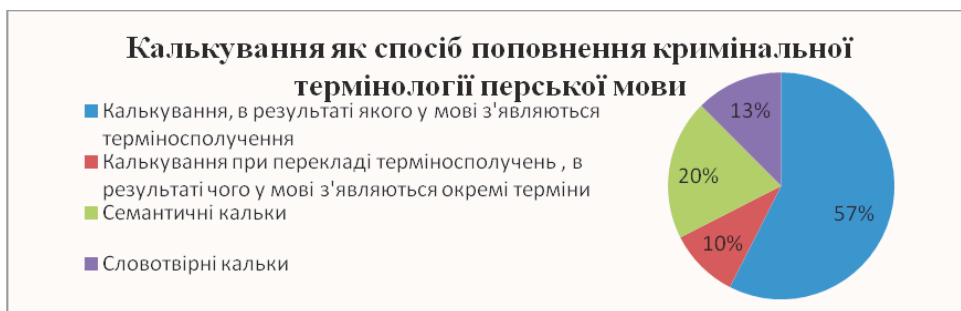 Калькування як спосіб поповнення кримінальної
термінології перської мови
Калькування, в результаті якого у мові з'являються
терміносполучення
Калькування при перекладі терміносполучень , в
результаті чого у мові з'являються окремі терміни
Семантичні кальки
Словотвірні кальки
13%
20%
57%
10%